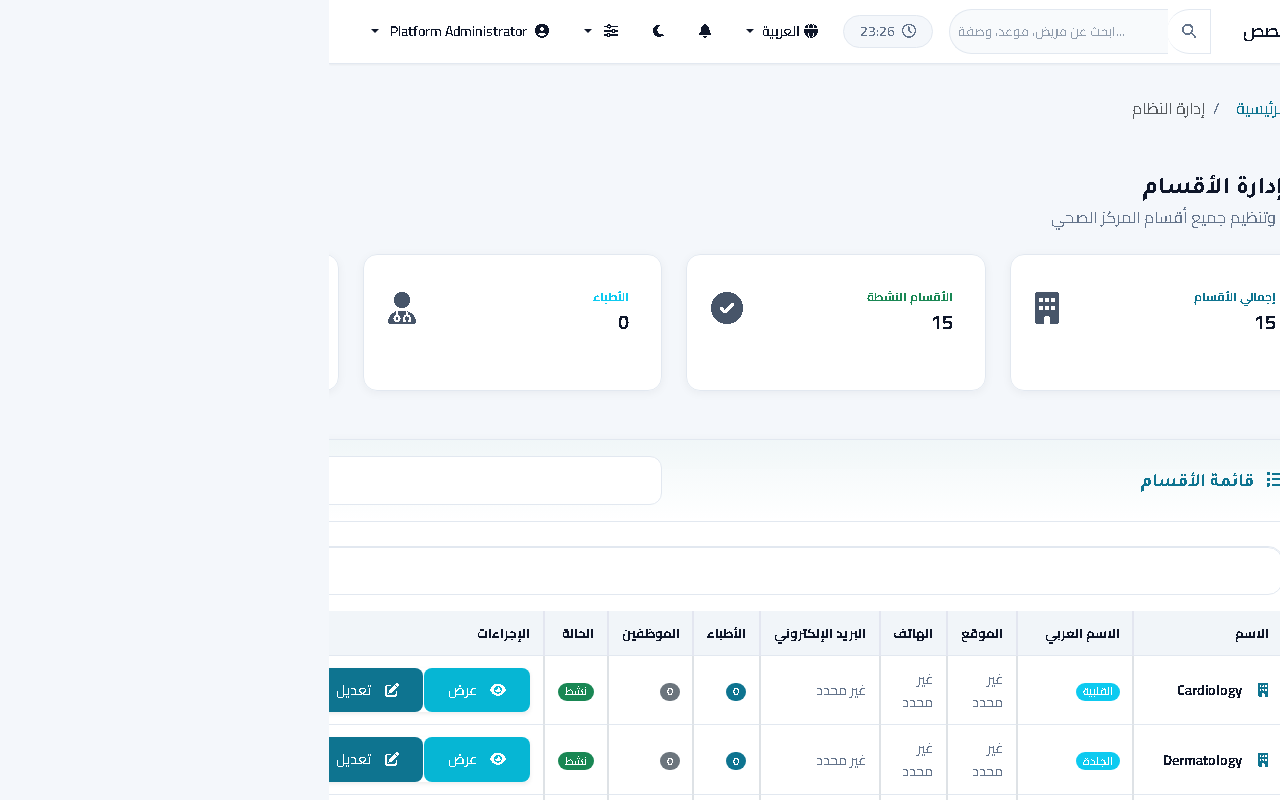 ابحث عن مريض، موعد، وصفة...
23:26
العربية
Platform Administrator
/ إدارة النظام
إدارة الأقسام
وتنظيم جميع أقسام المركز الصحي
إجمالي الأقسام
15
الأقسام النشطة
15
الأطباء
0
قائمة الأقسام
الاسم الاسم العربي الموقع الهاتف البريد الإلكتروني الأطباء الموظفين الحالة الإجراءات
Cardiology القلبية غير محدد غير محدد غير محدد 0 0 نشط عرض تعديل
Dermatology الجلدة غير محدد غير محدد غير محدد 0 0 نشط عرض تعديل